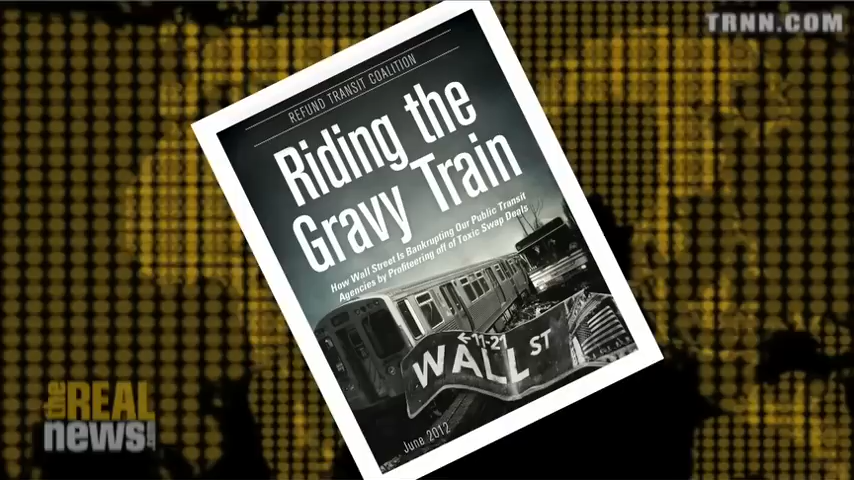 TRNN.COM
REFUND TRANSIT COALITION
Riding the
Gravy Train
How Wall Street Is Bankrupting Our Public Transit
Agencies by Profiteering off of Toxic Swap Deals
←11-21
WALL ST
June 2012
the REAL
news.com